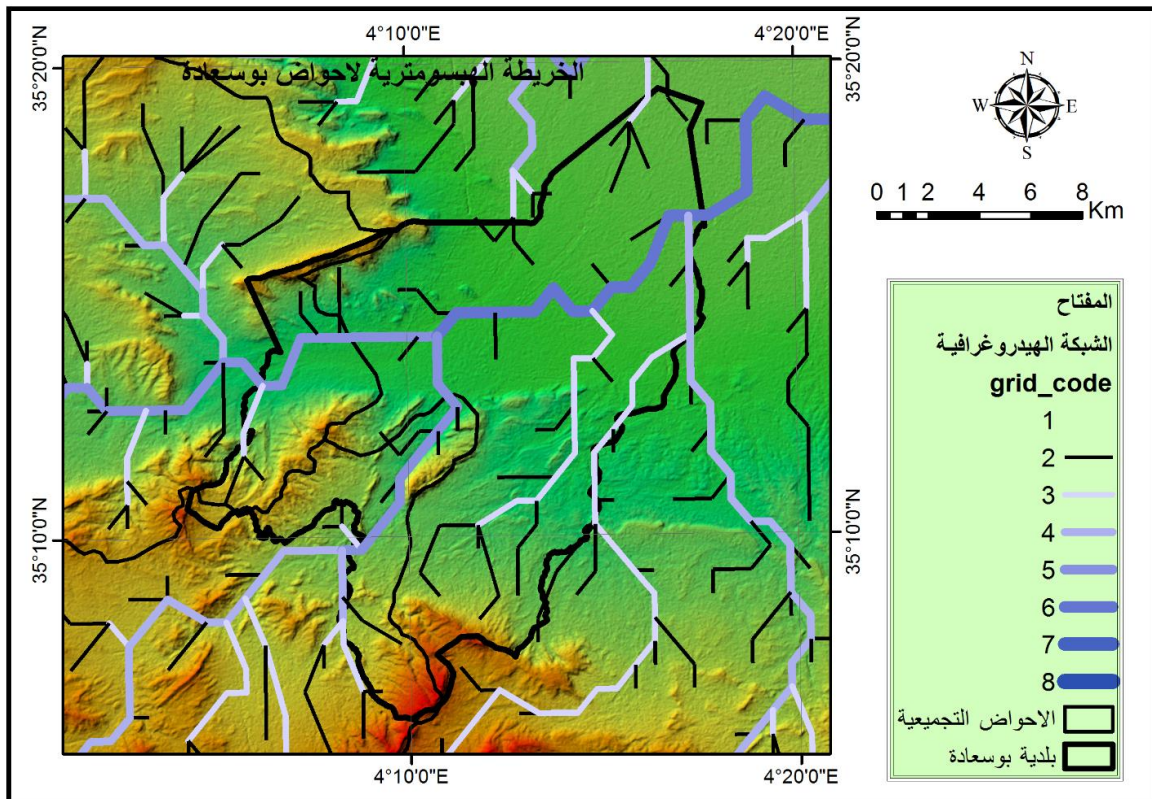 4°10'0"E
4°20'0"E
35°20'0"N
35°20'0"N
الخريطة الهبسومترية لاحواض بوسعادة
N
W
E
S
0 1 2 4 6 8
Km
المفتاح
الشبكة الهيدروغرافية
grid_code
1
2
3
4
5
6
7
8
الاحواض التجميعية
بلدية بوسعادة
35°10'0"N
35°10'0"N
4°10'0"E
4°20'0"E